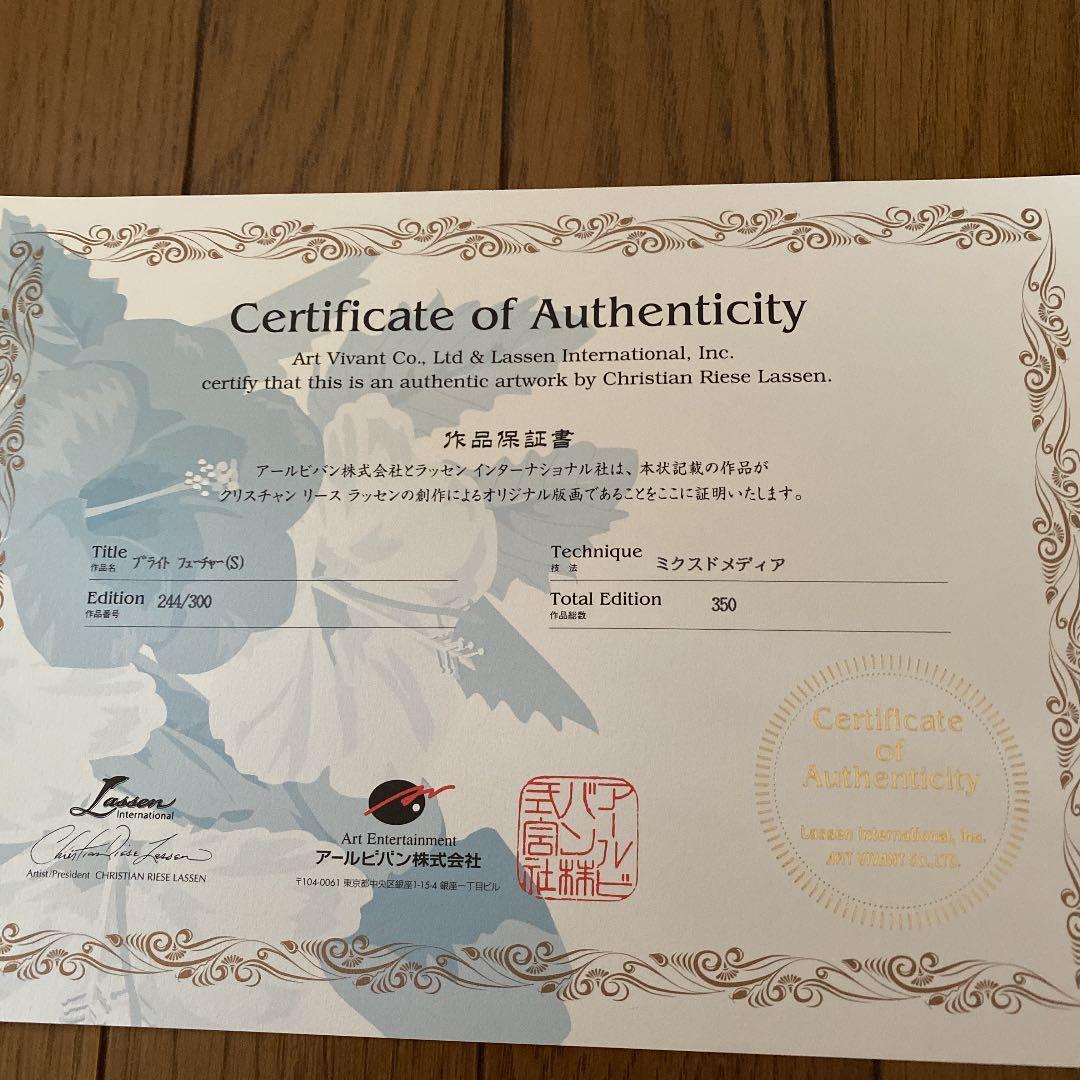 Certificate of Authenticity
Art Vivant Co., Ltd & Lassen International, Inc.
certify that this is an authentic artwork by Christian Riese Lassen.
作品保証書
アールビバン株式会社とラッセン インターナショナル社は、本状記載の作品が
クリスチャン リース ラッセンの創作によるオリジナル版画であることをここに証明いたします。
Title
作品名
ブライト フューチャー(S)
Technique
技 法
ミクスドメディア
Edition
作品番号
244/300
Total Edition
作品総数
350
Lassen
International
Christian Riese Lassen
Artist/President CHRISTIAN RIESE LASSEN
Art Entertainment
アールビバン株式会社
〒104-0061 東京都中央区銀座1-15-4 銀座一丁目ビル
アールビ
バン株
式会社
Certificate
of
Authenticity
Lassen International, Inc.
ART VIVANT CO.,LTD.